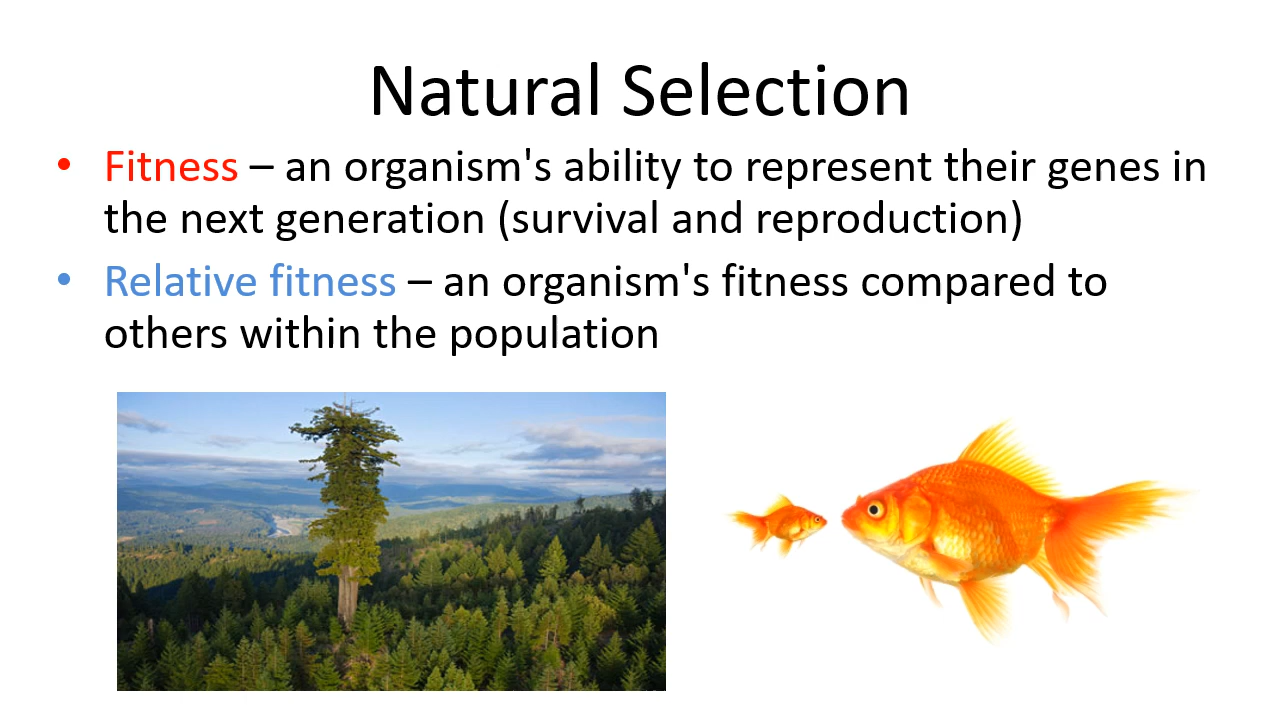 Natural Selection
• Fitness – an organism's ability to represent their genes in
the next generation (survival and reproduction)
• Relative fitness – an organism's fitness compared to
others within the population